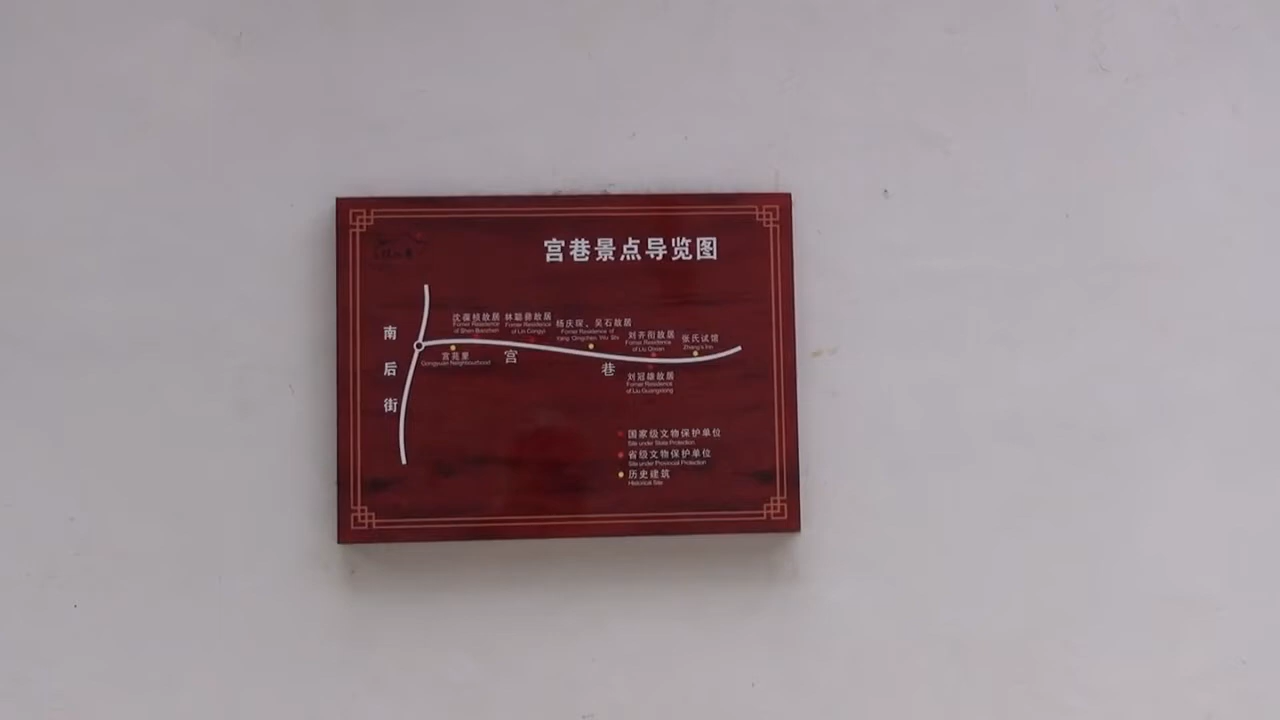 宫巷景点导览图
南后街
沈葆桢故居
Former Residence
of Shen Baozhen
林聪彝故居
Former Residence
of Lin Congyi
杨庆琛、吴石故居
Former Residence of
Yang Qingchen Wu Shi
刘齐衔故居
Former Residence
of Liu Qixian
张氏试馆
Zhang's Inn
宫苑里
Gongyuan Neighbourhood
宫巷
刘冠雄故居
Former Residence
of Liu Guanxiong
国家级文物保护单位
Site under State Protection
省级文物保护单位
Site under Provincial Protection
历史建筑
Historical Site